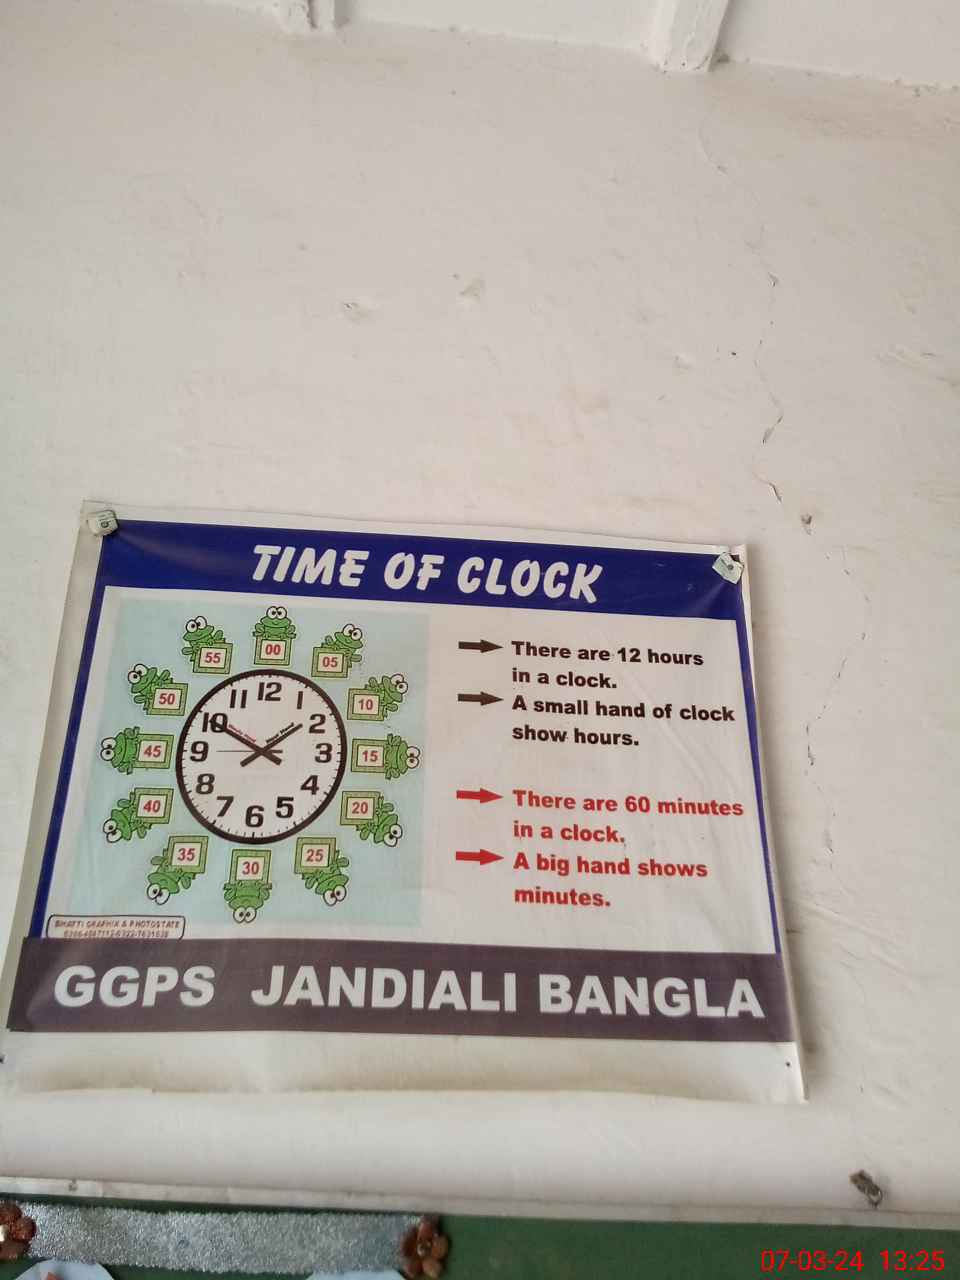 TIME OF CLOCK
00
05
10
15
20
25
30
35
40
45
50
55
12
1
2
3
4
5
6
7
8
9
10
11
There are 12 hours
in a clock.
A small hand of clock
show hours.
There are 60 minutes
in a clock.
A big hand shows
minutes.
BHATTI GRAPHIX & PHOTOSTATE
GGPS JANDIALI BANGLA
07-03-24 13:25